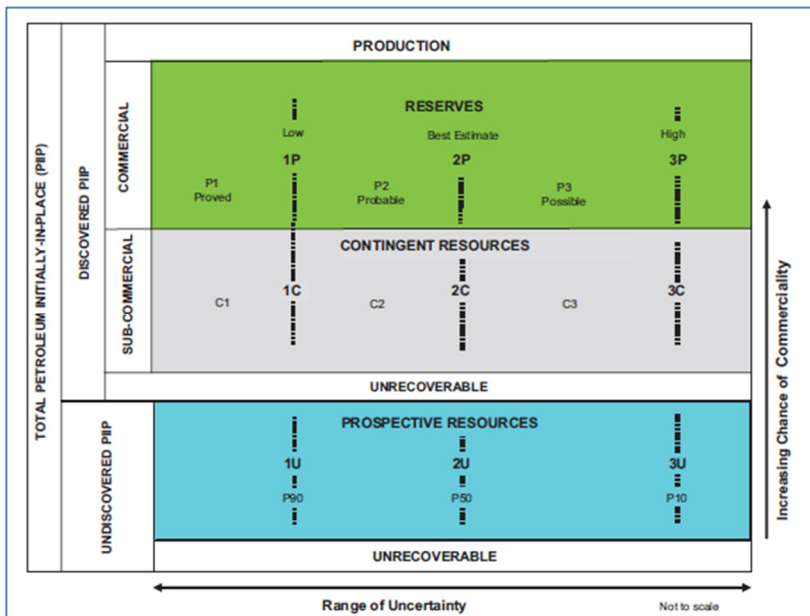 TOTAL PETROLEUM INITIALLY-IN-PLACE (PIIP)
DISCOVERED PIIP
COMMERCIAL
PRODUCTION
RESERVES
Low
Best Estimate
High
1P
2P
3P
P1
Proved
P2
Probable
P3
Possible
SUB-COMMERCIAL
CONTINGENT RESOURCES
1C
2C
3C
C1
C2
C3
UNRECOVERABLE
UNDISCOVERED PIIP
PROSPECTIVE RESOURCES
1U
2U
3U
P90
P50
P10
UNRECOVERABLE
Increasing Chance of Commerciality
Range of Uncertainty
Not to scale